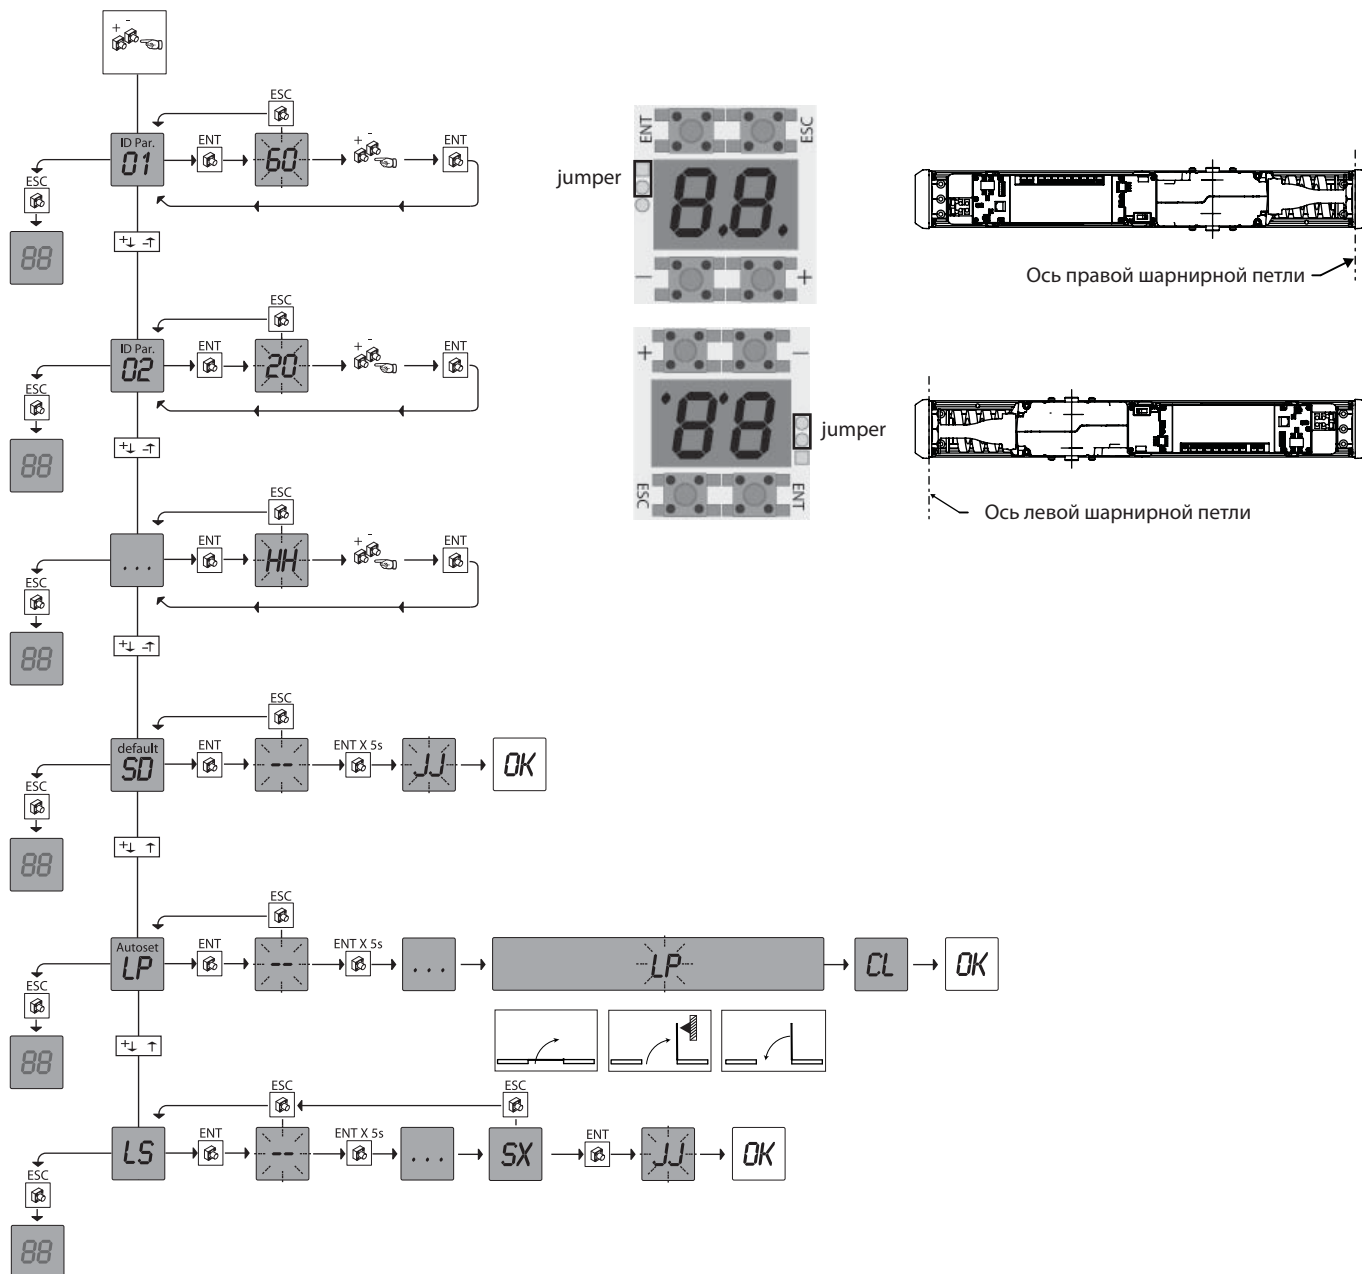 + -
ESC
ID Par.
01
ENT
60
+ -
ENT
ESC
88
+ -
ESC
ID Par.
02
ENT
20
+ -
ENT
ESC
88
+ -
ESC
...
ENT
HH
+ -
ENT
ESC
88
+ -
ESC
default
SD
ENT
--
ENT X 5s
JJ
OK
ESC
88
+
ESC
Autoset
LP
ENT
--
ENT X 5s
...
LP
CL
OK
ESC
88
+
ESC
ESC
LS
ENT
--
ENT X 5s
...
SX
ENT
JJ
OK
ESC
88
ENT
ESC
jumper
8.8.
-
+
Ось правой шарнирной петли
+
-
88
jumper
ESC
ENT
Ось левой шарнирной петли